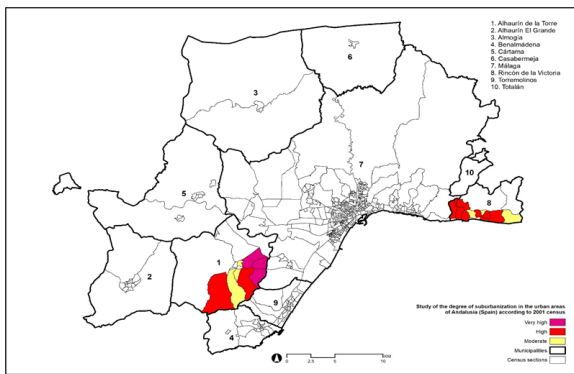 1. Alhaurín de la Torre
2. Alhaurín El Grande
3. Almogía
4. Benalmádena
5. Cártama
6. Casabermeja
7. Málaga
8. Rincón de la Victoria
9. Torremolinos
10. Totalán
6
3
7
10
5
8
1
2
9
4
Study of the degree of suburbanization in the urban areas
of Andalusia (Spain) according to 2001 census
Very high
High
Moderate
Municipalities
Census sections
0 2,5 5 10